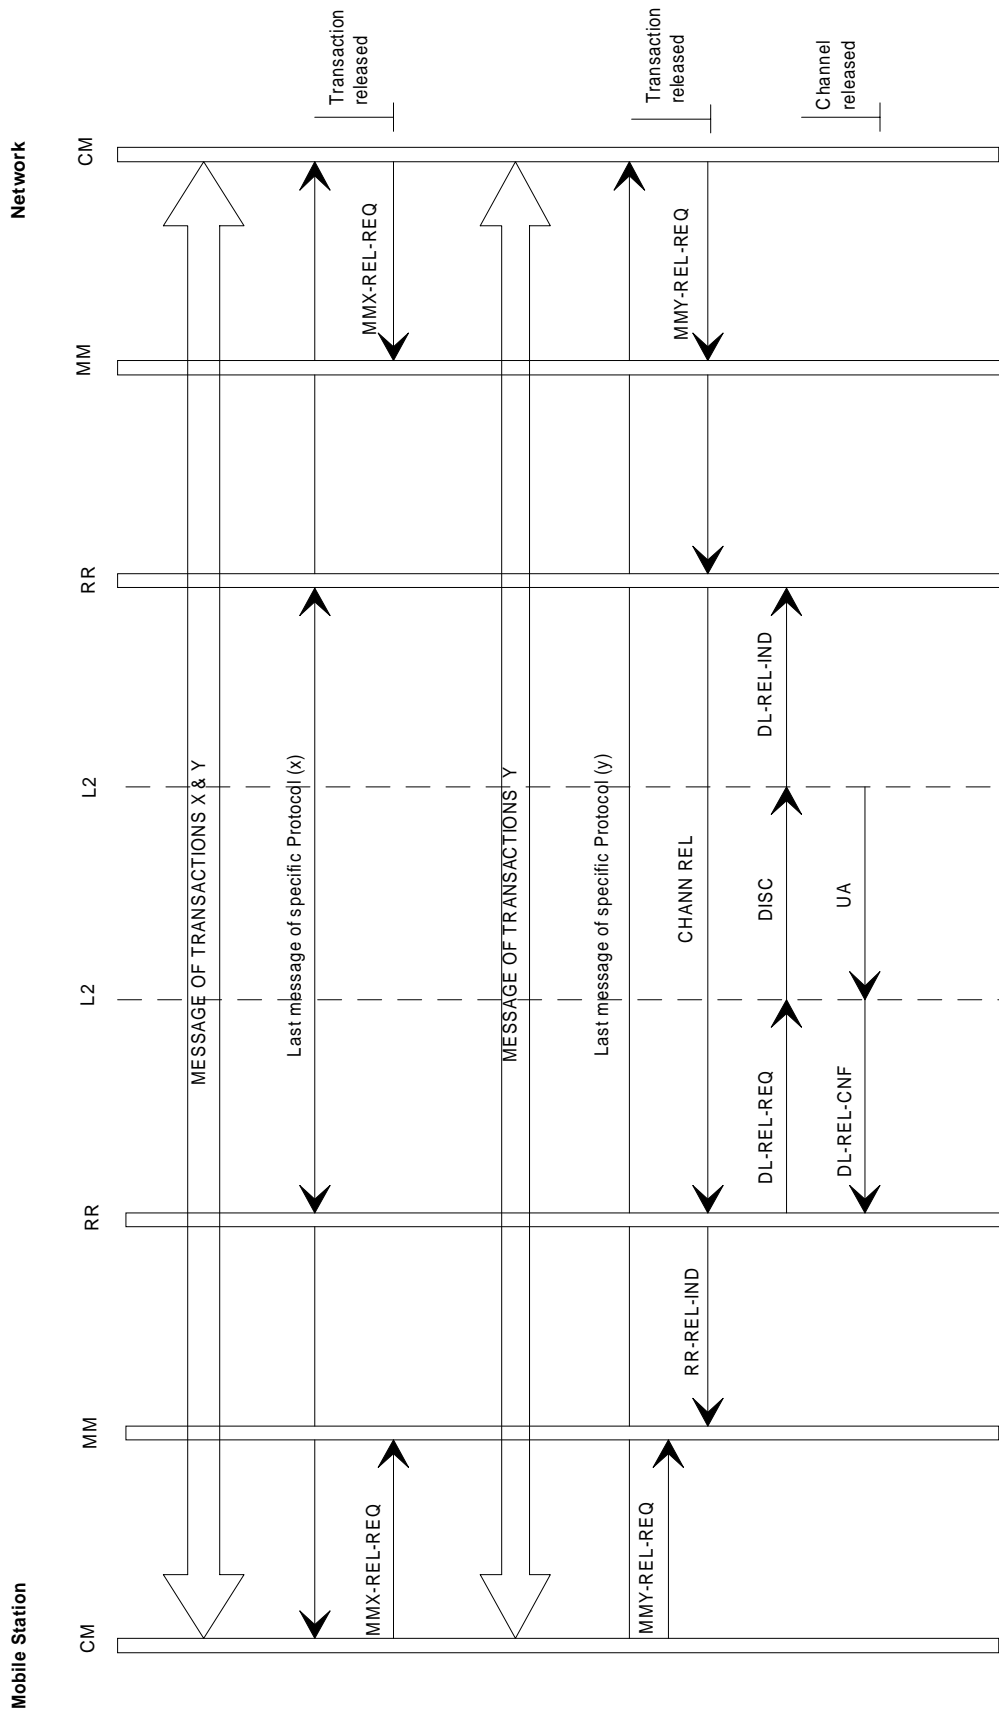 Mobile Station
Network
CM
MM
RR
L2
L2
RR
MM
CM
MESSAGE OF TRANSACTIONS X & Y
Last message of specific Protocol (x)
Transaction
released
MMX-REL-REQ
MMX-REL-REQ
MESSAGE OF TRANSACTIONS Y
Last message of specific Protocol (y)
Transaction
released
MMY-REL-REQ
MMY-REL-REQ
RR-REL-IND
CHANN REL
DL-REL-REQ
DISC
DL-REL-IND
Channel
released
DL-REL-CNF
UA